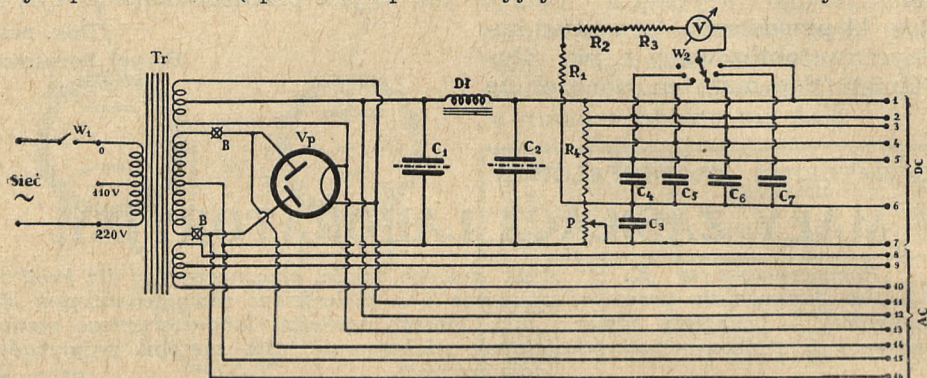 V
R2
R3
W2
R1
Tr
Dł
W1
0
B
Vp
C1
C2
R4
C4
C5
C6
C7
Sieć
~
110V
220V
B
P
C3
1
2
3
4
5
6
7
8
9
10
11
12
13
14
15
16
DC
AC